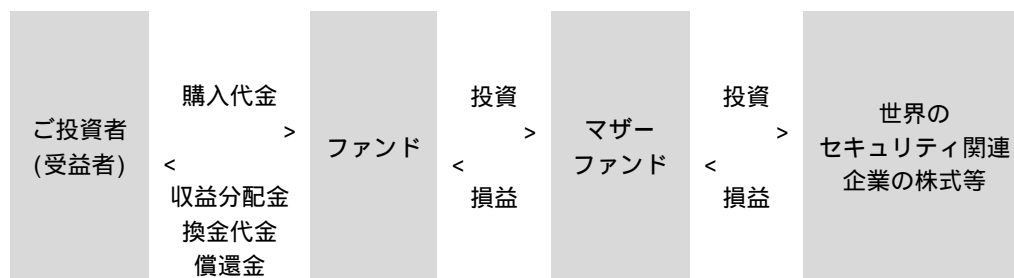 ご投資者
(受益者)
購入代金
>
<
収益分配金
換金代金
償還金
ファンド
投資
>
<
損益
マザー
ファンド
投資
>
<
損益
世界の
セキュリティ関連
企業の株式等